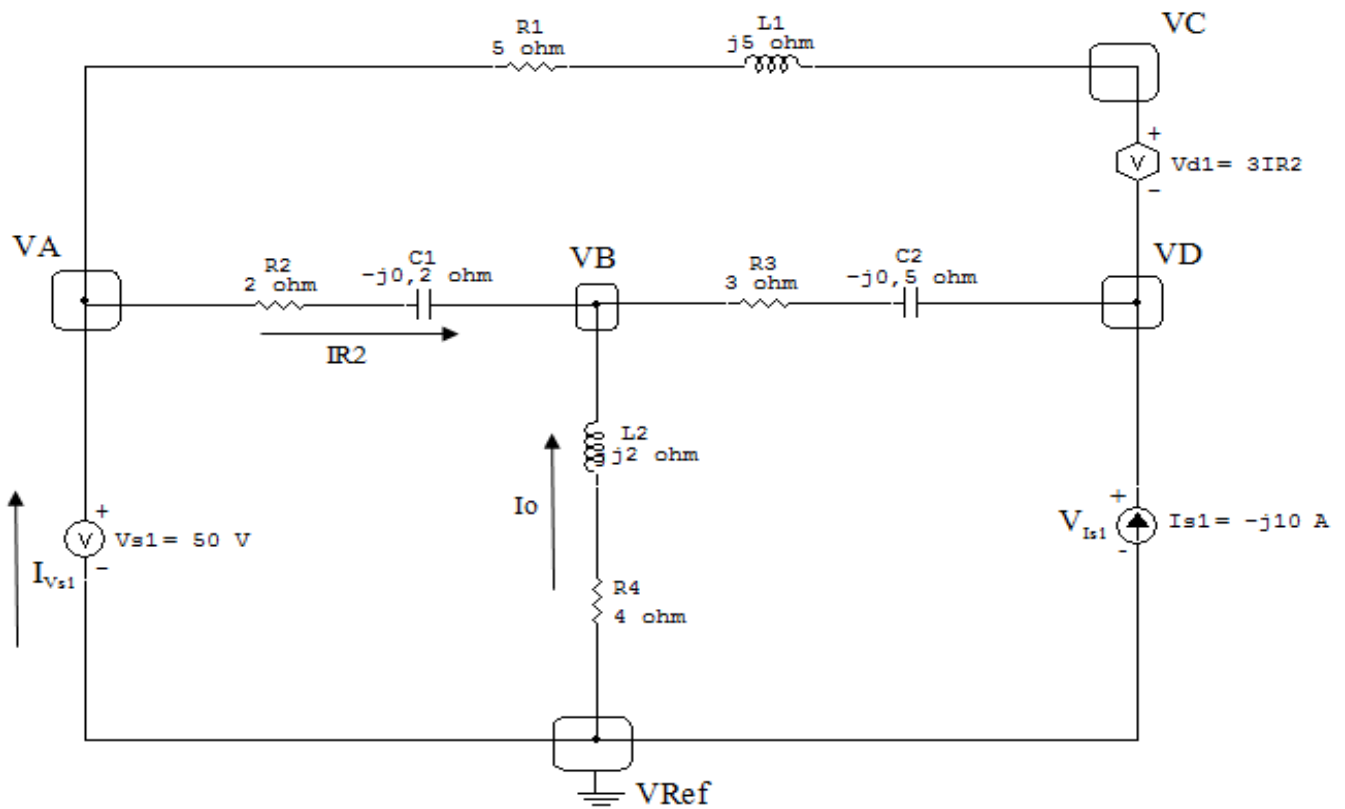 VC
R1
5 ohm
L1
j5 ohm
+
V
Vd1= 3IR2
−
VA
R2
2 ohm
C1
-j0,2 ohm
VB
R3
3 ohm
C2
-j0,5 ohm
VD
IR2
L2
j2 ohm
Io
+
V
Vs1= 50 V
−
IVs1
+
VIs1
Is1= -j10 A
-
R4
4 ohm
VRef